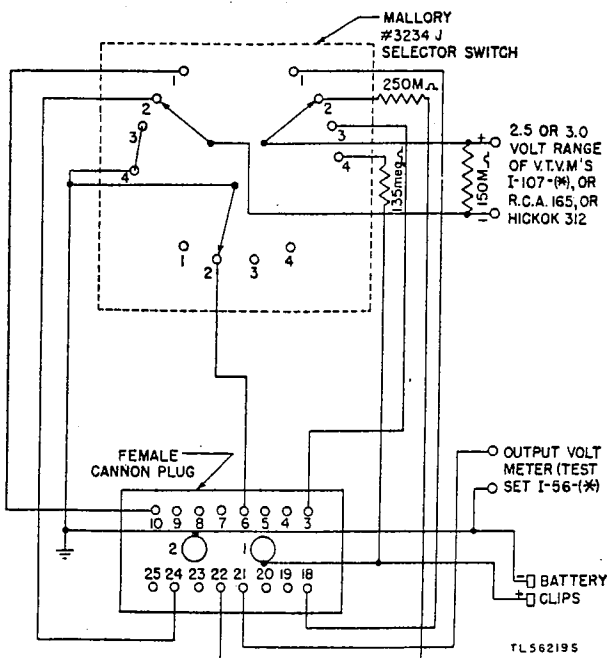 MALLORY
#3234 J
SELECTOR SWITCH
1
1
250MΩ
2
2
3
3
4
4
135megΩ
+
150MΩ
-
2.5 OR 3.0
VOLT RANGE
OF V.T.V.M'S
I-107-(*), OR
R.C.A. 165, OR
HICKOK 312
1
2
3
4
FEMALE
CANNON PLUG
OUTPUT VOLT
METER (TEST
SET I-56-(*)
10 9 8 7 6 5 4 3
2
1
25 24 23 22 21 20 19 18
- BATTERY
+ CLIPS
TL56219S